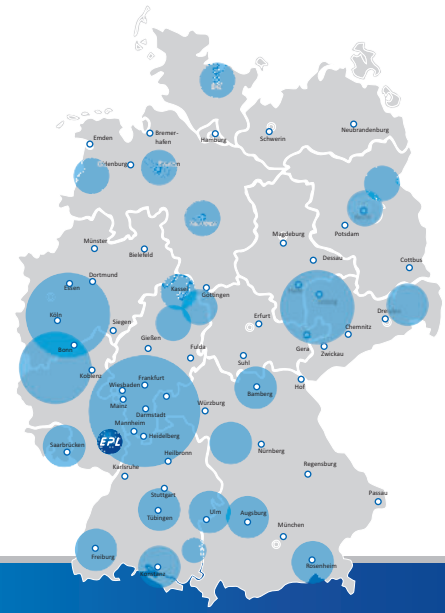 Emden
Bremer-
hafen
Hamburg
Schwerin
Neubrandenburg
Potsdam
Magdeburg
Münster
Bielefeld
Dessau
Cottbus
Dortmund
Essen
Kassel
Göttingen
Köln
Siegen
Erfurt
Chemnitz
Bonn
Gießen
Gera
Zwickau
Fulda
Suhl
Koblenz
Frankfurt
Hof
Wiesbaden
Bamberg
Mainz
Würzburg
Darmstadt
Mannheim
EPL
Heidelberg
Saarbrücken
Nürnberg
Heilbronn
Karlsruhe
Regensburg
Stuttgart
Passau
Ulm
Augsburg
Tübingen
München
Freiburg
Rosenheim
Konstanz